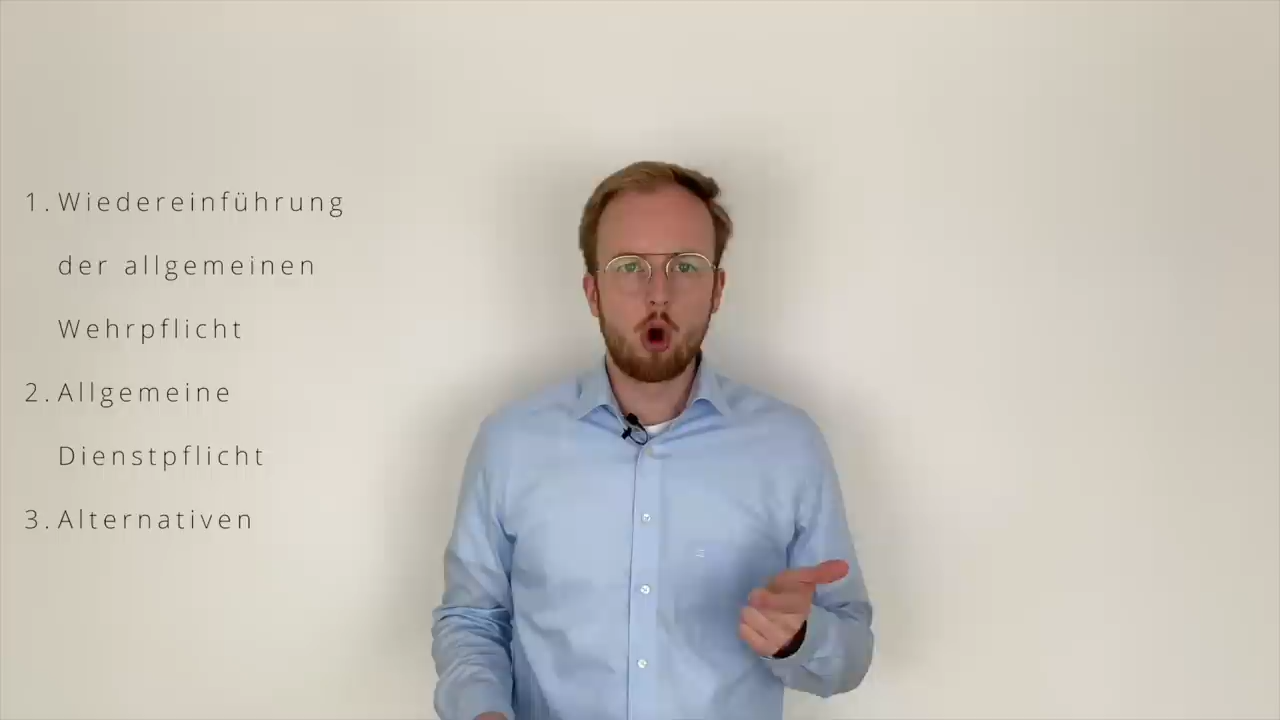 1. Wiedereinführung
der allgemeinen
Wehrpflicht
2. Allgemeine
Dienstpflicht
3. Alternativen